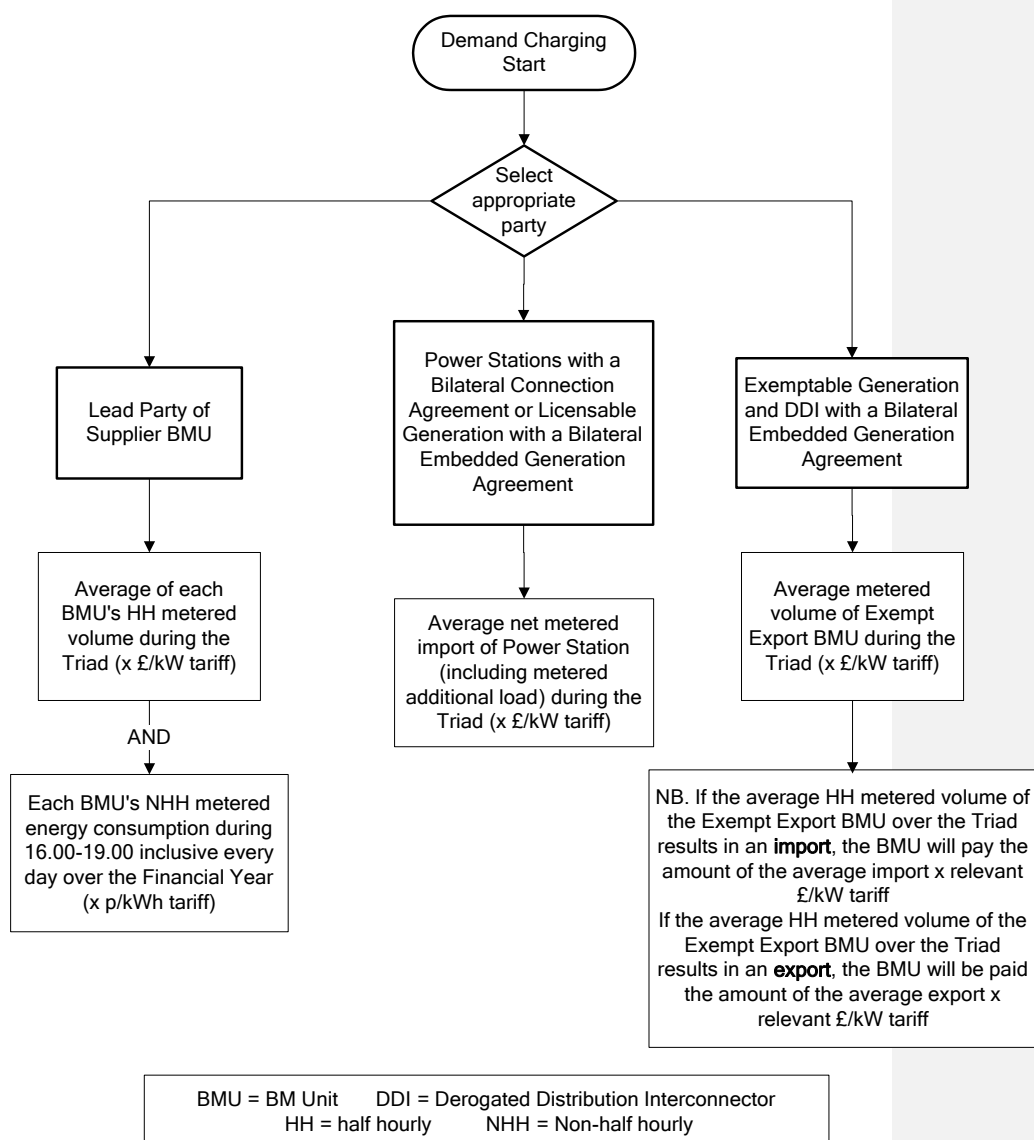 Demand Charging
Start
Select
appropriate
party
Lead Party of
Supplier BMU
Power Stations with a
Bilateral Connection
Agreement or Licensable
Generation with a Bilateral
Embedded Generation
Agreement
Exemptable Generation
and DDI with a Bilateral
Embedded Generation
Agreement
Average of each
BMU's HH metered
volume during the
Triad (x £/kW tariff)
Average net metered
import of Power Station
(including metered
additional load) during the
Triad (x £/kW tariff)
Average metered
volume of Exempt
Export BMU during the
Triad (x £/kW tariff)
AND
Each BMU's NHH metered
energy consumption during
16.00-19.00 inclusive every
day over the Financial Year
(x p/kWh tariff)
NB. If the average HH metered volume of
the Exempt Export BMU over the Triad
results in an import, the BMU will pay the
amount of the average import x relevant
£/kW tariff
If the average HH metered volume of the
Exempt Export BMU over the Triad
results in an export, the BMU will be paid
the amount of the average export x
relevant £/kW tariff
BMU = BM Unit DDI = Derogated Distribution Interconnector
HH = half hourly NHH = Non-half hourly